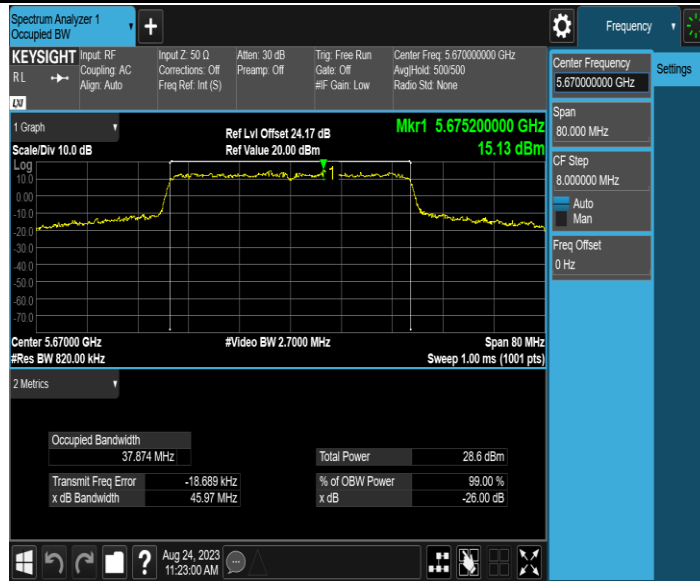 Spectrum Analyzer 1
Occupied BW
+
Frequency
KEYSIGHT
RL
LXI
Input: RF
Coupling: AC
Align: Auto
Input Z: 50 Ω
Corrections: Off
Freq Ref: Int (S)
Atten: 30 dB
Preamp: Off
Trig: Free Run
Gate: Off
#IF Gain: Low
Center Freq: 5.670000000 GHz
Avg|Hold: 500/500
Radio Std: None
Center Frequency
5.670000000 GHz
Settings
Span
80.000 MHz
CF Step
8.000000 MHz
Auto
Man
Freq Offset
0 Hz
1 Graph
Scale/Div 10.0 dB
Ref Lvl Offset 24.17 dB
Ref Value 20.00 dBm
Mkr1 5.675200000 GHz
15.13 dBm
Log
10.0
0.00
-10.0
-20.0
-30.0
-40.0
-50.0
-60.0
-70.0
1
Center 5.67000 GHz
#Video BW 2.7000 MHz
Span 80 MHz
#Res BW 820.00 kHz
Sweep 1.00 ms (1001 pts)
2 Metrics
Occupied Bandwidth
37.874 MHz
Total Power 28.6 dBm
Transmit Freq Error -18.689 kHz
% of OBW Power 99.00 %
x dB Bandwidth 45.97 MHz
x dB -26.00 dB
?
Aug 24, 2023
11:23:00 AM